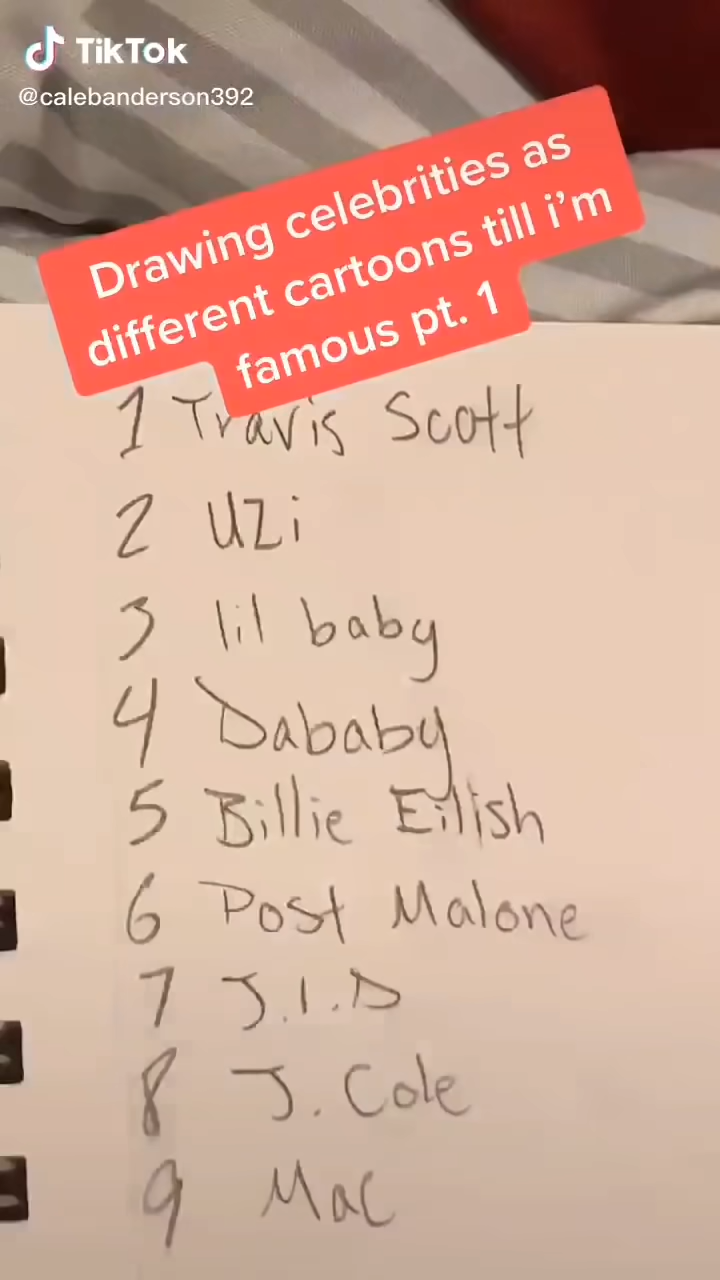 TikTok
@calebanderson392
Drawing celebrities as
different cartoons till i'm
famous pt. 1
1 Travis Scott
2 Uzi
3 lil baby
4 Dababy
5 Billie Eilish
6 Post Malone
7 J.I.D
8 J. Cole
9 Mac